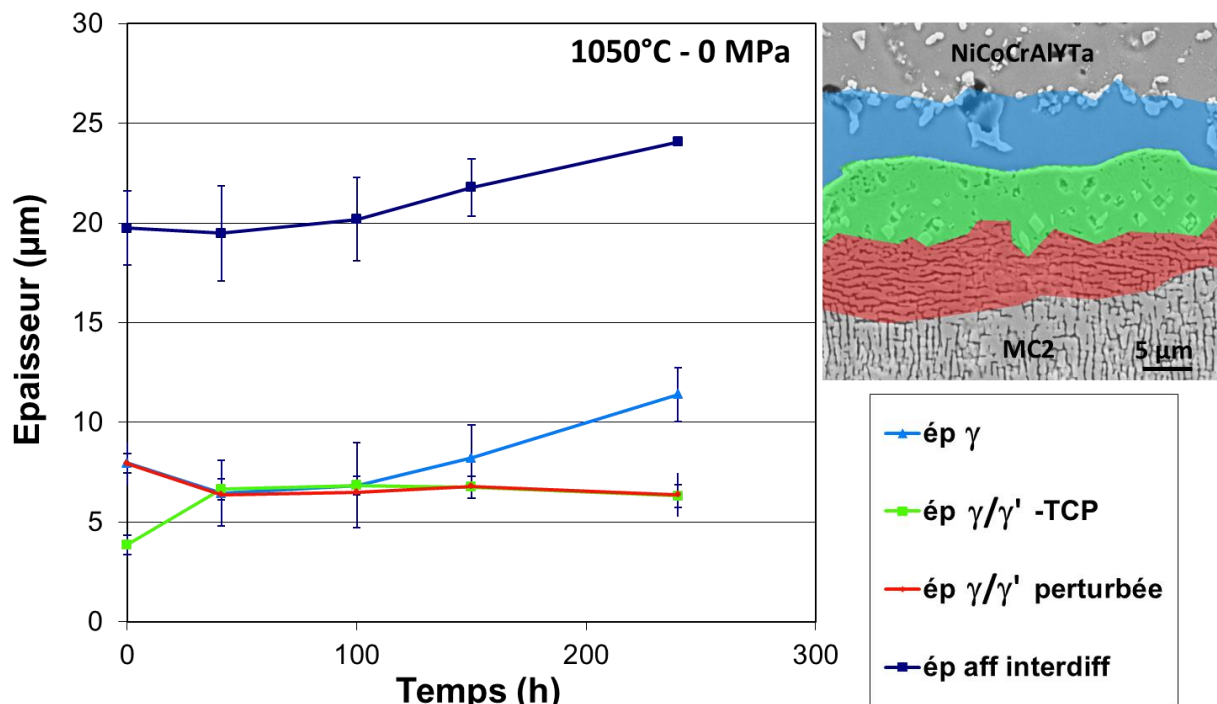 30
25
20
15
10
5
0
Epaisseur (µm)
1050°C - 0 MPa
0
100
200
300
Temps (h)
NiCoCrAlYTa
MC2
5 µm
ép γ
ép γ/γ' -TCP
ép γ/γ' perturbée
ép aff interdiff